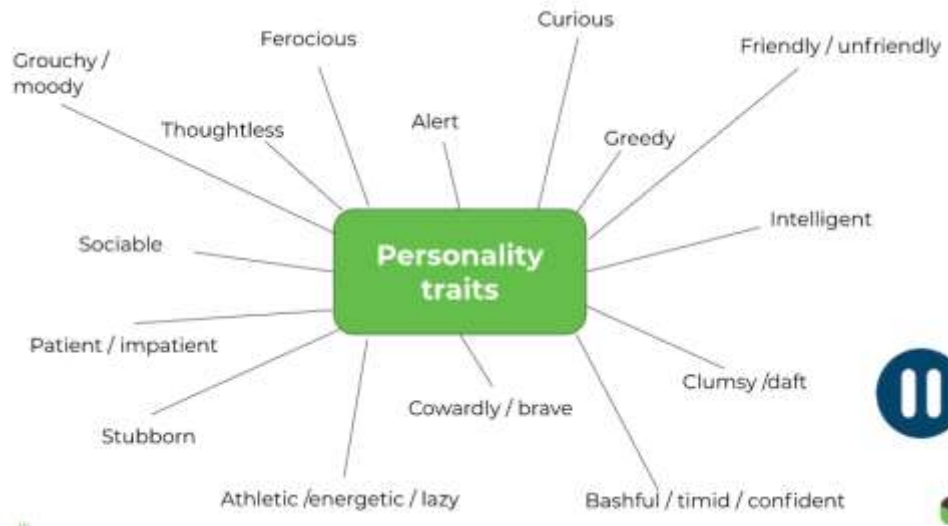 Curious
Ferocious
Friendly / unfriendly
Grouchy /
moody
Alert
Thoughtless
Greedy
Intelligent
Sociable
Personality
traits
Patient / impatient
Clumsy /daft
Cowardly / brave
Stubborn
Athletic /energetic / lazy
Bashful / timid / confident